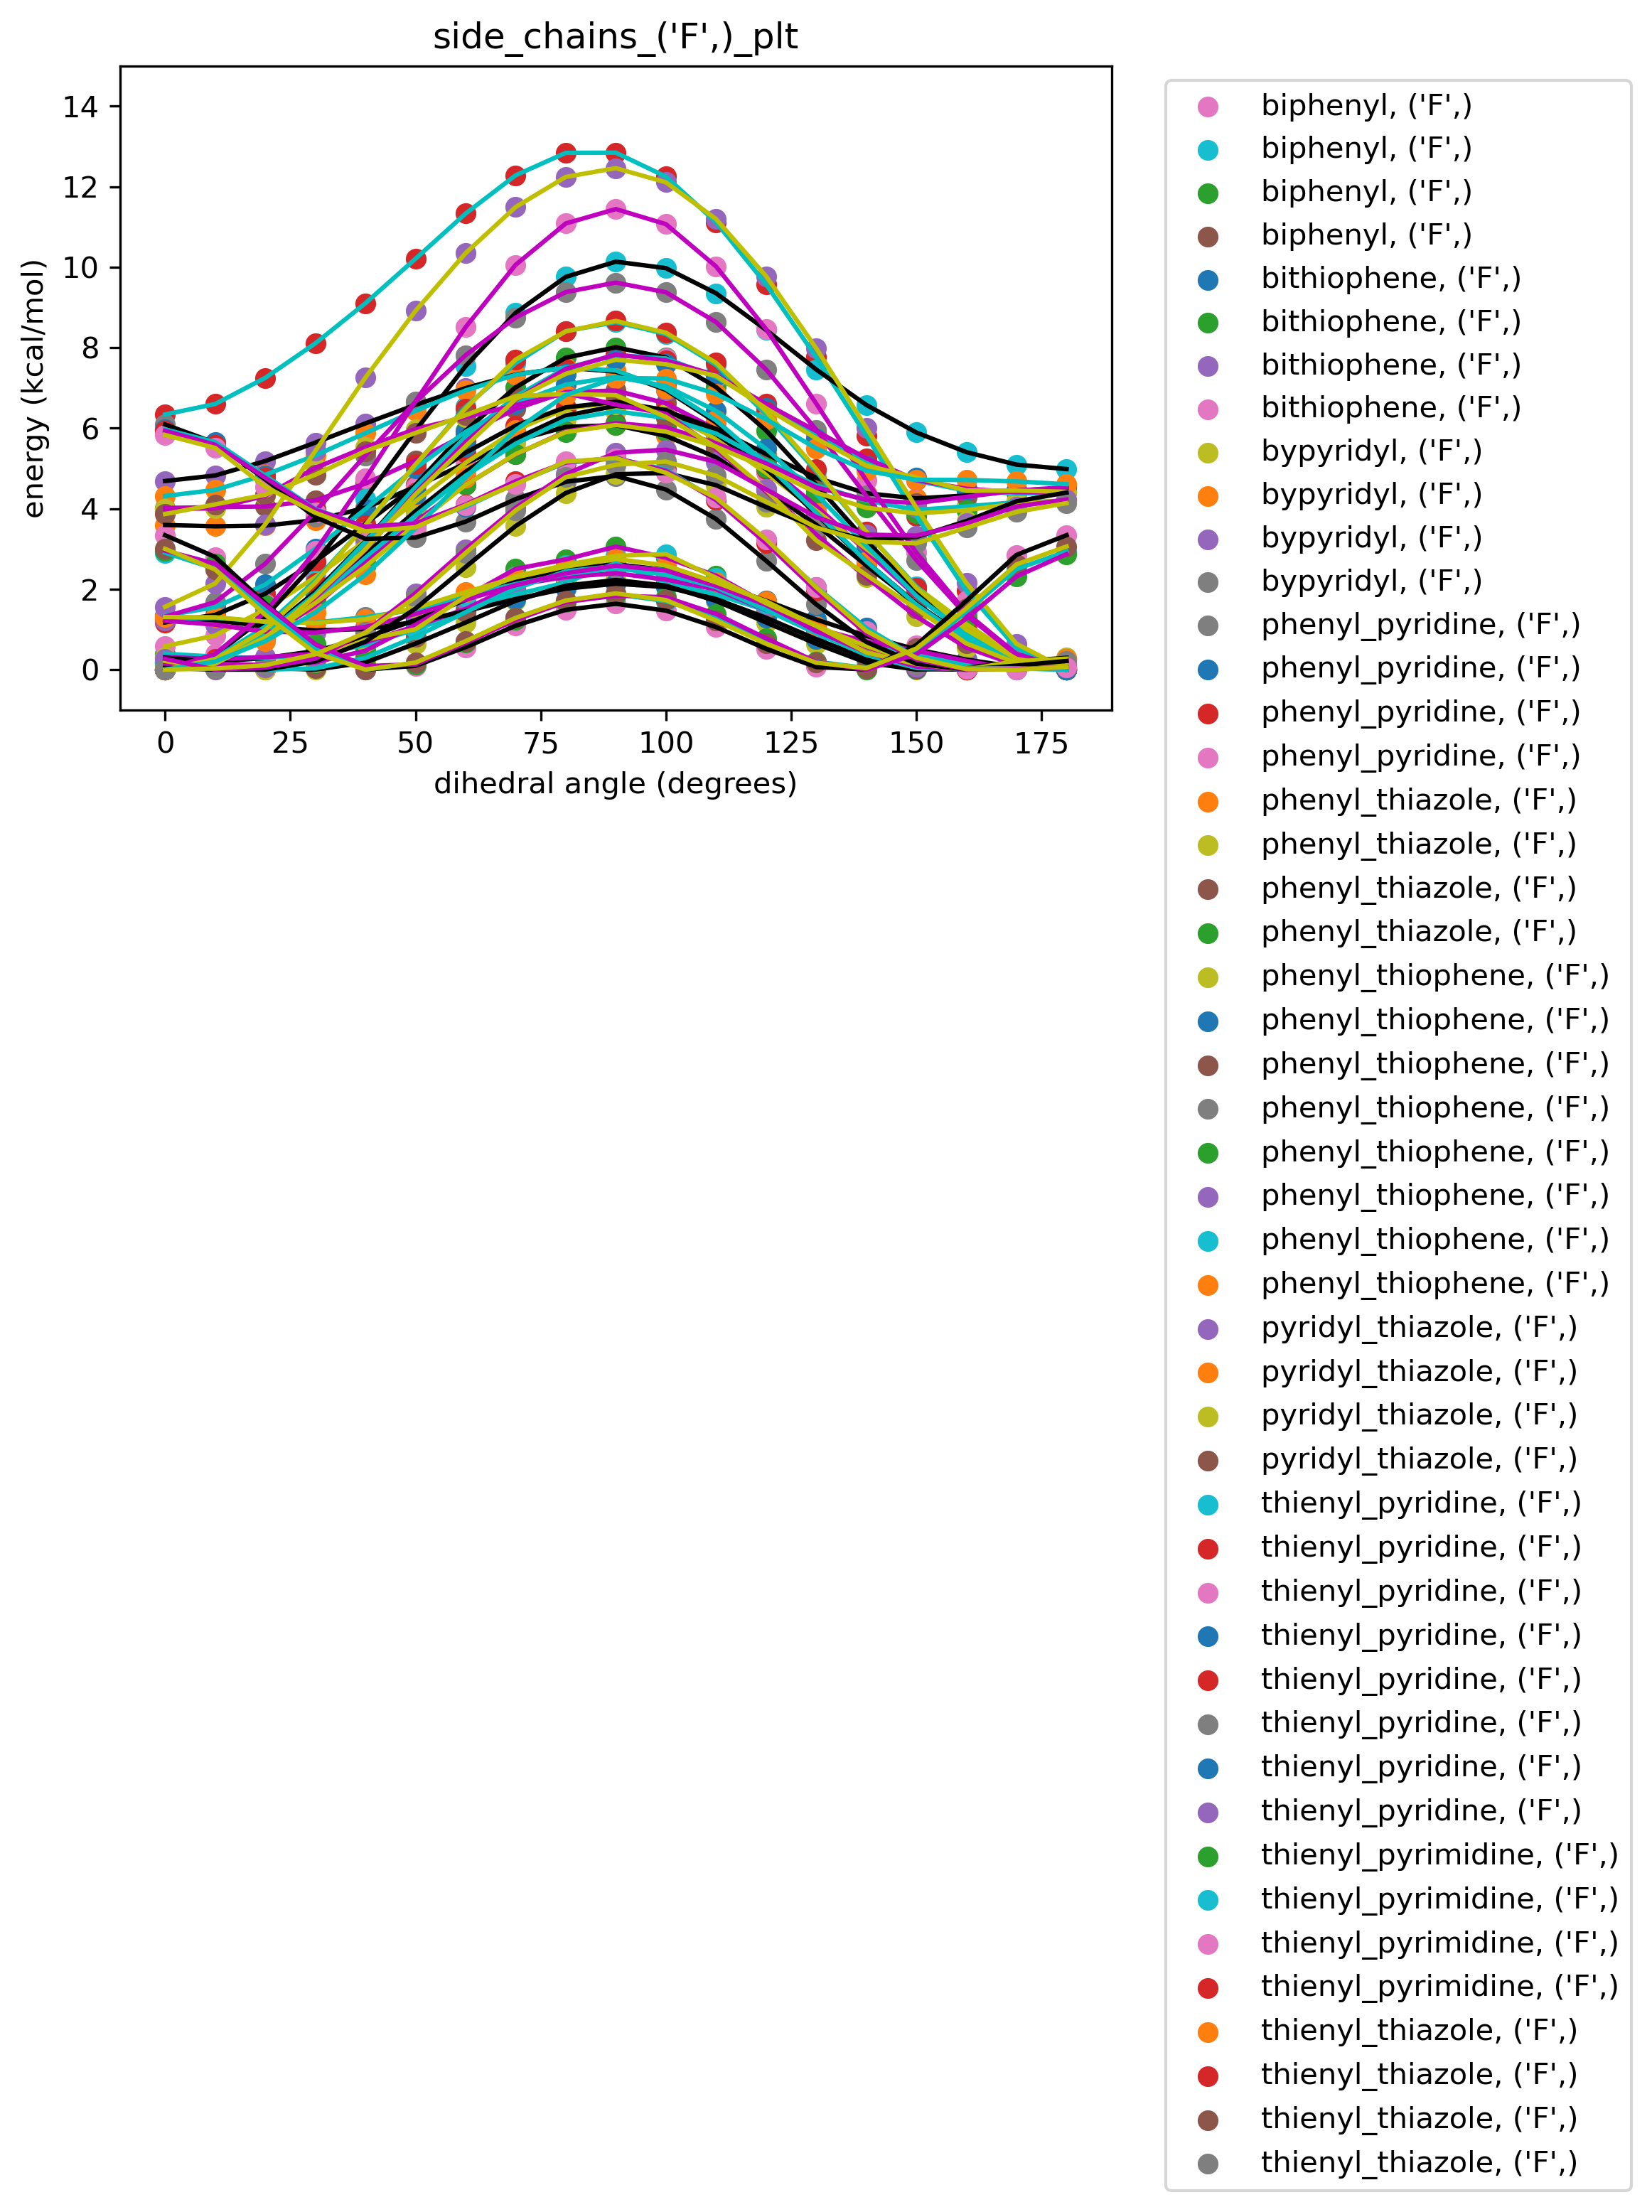 side_chains_('F',)_plt
14
12
10
8
6
4
2
0
energy (kcal/mol)
0 25 50 75 100 125 150 175
dihedral angle (degrees)
biphenyl, ('F',)
biphenyl, ('F',)
biphenyl, ('F',)
biphenyl, ('F',)
bithiophene, ('F',)
bithiophene, ('F',)
bithiophene, ('F',)
bithiophene, ('F',)
bypyridyl, ('F',)
bypyridyl, ('F',)
bypyridyl, ('F',)
bypyridyl, ('F',)
phenyl_pyridine, ('F',)
phenyl_pyridine, ('F',)
phenyl_pyridine, ('F',)
phenyl_pyridine, ('F',)
phenyl_thiazole, ('F',)
phenyl_thiazole, ('F',)
phenyl_thiazole, ('F',)
phenyl_thiazole, ('F',)
phenyl_thiophene, ('F',)
phenyl_thiophene, ('F',)
phenyl_thiophene, ('F',)
phenyl_thiophene, ('F',)
phenyl_thiophene, ('F',)
phenyl_thiophene, ('F',)
phenyl_thiophene, ('F',)
phenyl_thiophene, ('F',)
pyridyl_thiazole, ('F',)
pyridyl_thiazole, ('F',)
pyridyl_thiazole, ('F',)
pyridyl_thiazole, ('F',)
thienyl_pyridine, ('F',)
thienyl_pyridine, ('F',)
thienyl_pyridine, ('F',)
thienyl_pyridine, ('F',)
thienyl_pyridine, ('F',)
thienyl_pyridine, ('F',)
thienyl_pyridine, ('F',)
thienyl_pyridine, ('F',)
thienyl_pyrimidine, ('F',)
thienyl_pyrimidine, ('F',)
thienyl_pyrimidine, ('F',)
thienyl_pyrimidine, ('F',)
thienyl_thiazole, ('F',)
thienyl_thiazole, ('F',)
thienyl_thiazole, ('F',)
thienyl_thiazole, ('F',)